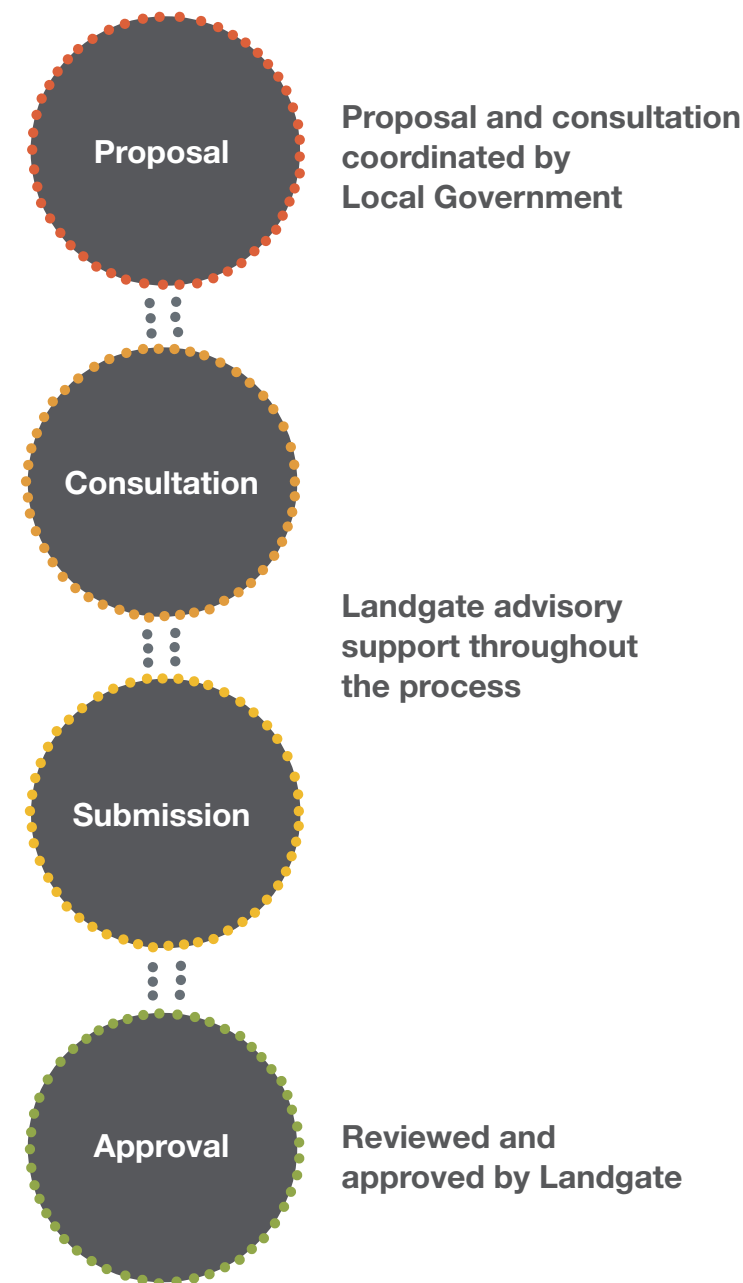 Proposal
Proposal and consultation
coordinated by
Local Government
Consultation
Landgate advisory
support throughout
the process
Submission
Approval
Reviewed and
approved by Landgate